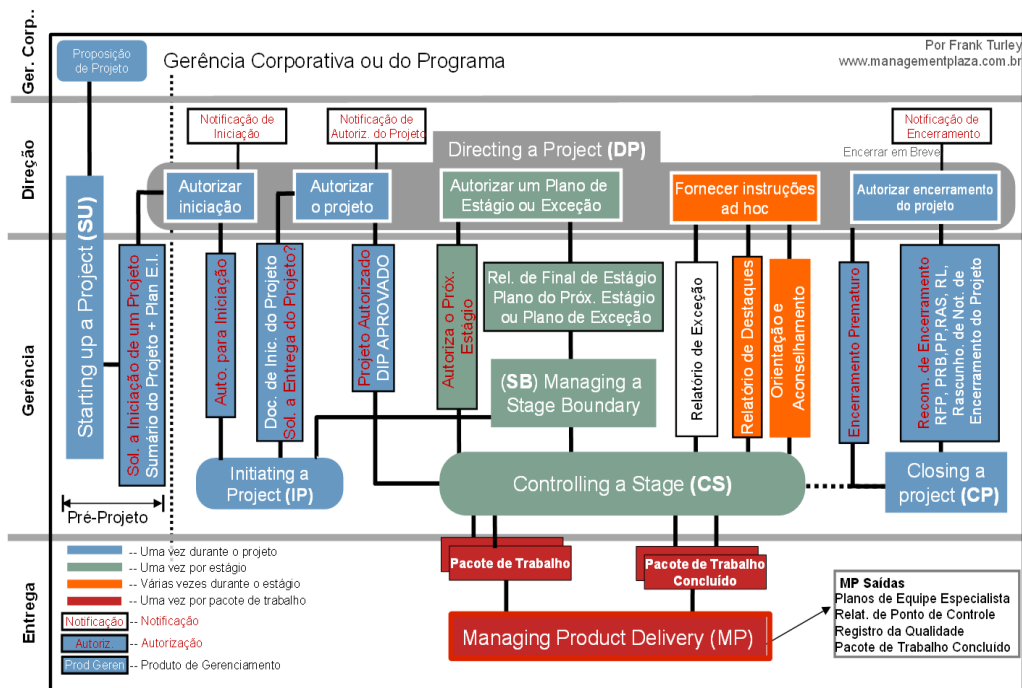 Ger. Corp..
Proposição
de Projeto
Gerência Corporativa ou do Programa
Por Frank Turley
www.managementplaza.com.br
Direção
Notificação de
Iniciação
Notificação de
Autoriz. do Projeto
Notificação de
Encerramento
Directing a Project (DP)
Encerrar em Breve
Autorizar
iniciação
Autorizar
o projeto
Autorizar um Plano de
Estágio ou Exceção
Fornecer instruções
ad hoc
Autorizar encerramento
do projeto
Gerência
Starting up a Project (SU)
Sol. a Iniciação de um Projeto
Sumário do Projeto + Plan E.I.
Auto. para Iniciação
Doc. de Inic. do Projeto
Sol. a Entrega do Projeto?
Projeto Autorizado
DIP APROVADO
Autoriza o Próx.
Estágio
Rel. de Final de Estágio
Plano do Próx. Estágio
ou Plano de Exceção
(SB) Managing a
Stage Boundary
Relatório de Exceção
Relatório de Destaques
Orientação e
Aconselhamento
Encerramento Prematuro
Recom. de Encerramento
RFP, PRB,PP,RAS, RL,
Rascunho de Not. de
Encerramento do Projeto
Initiating a
Project (IP)
Controlling a Stage (CS)
Closing a
project (CP)
Pré-Projeto
Entrega
-- Uma vez durante o projeto
-- Uma vez por estágio
-- Várias vezes durante o estágio
-- Uma vez por pacote de trabalho
Notificação -- Notificação
Autoriz. -- Autorização
Prod Geren -- Produto de Gerenciamento
Pacote de Trabalho
Pacote de Trabalho
Concluído
Managing Product Delivery (MP)
MP Saídas
Planos de Equipe Especialista
Relat. de Ponto de Controle
Registro da Qualidade
Pacote de Trabalho Concluído